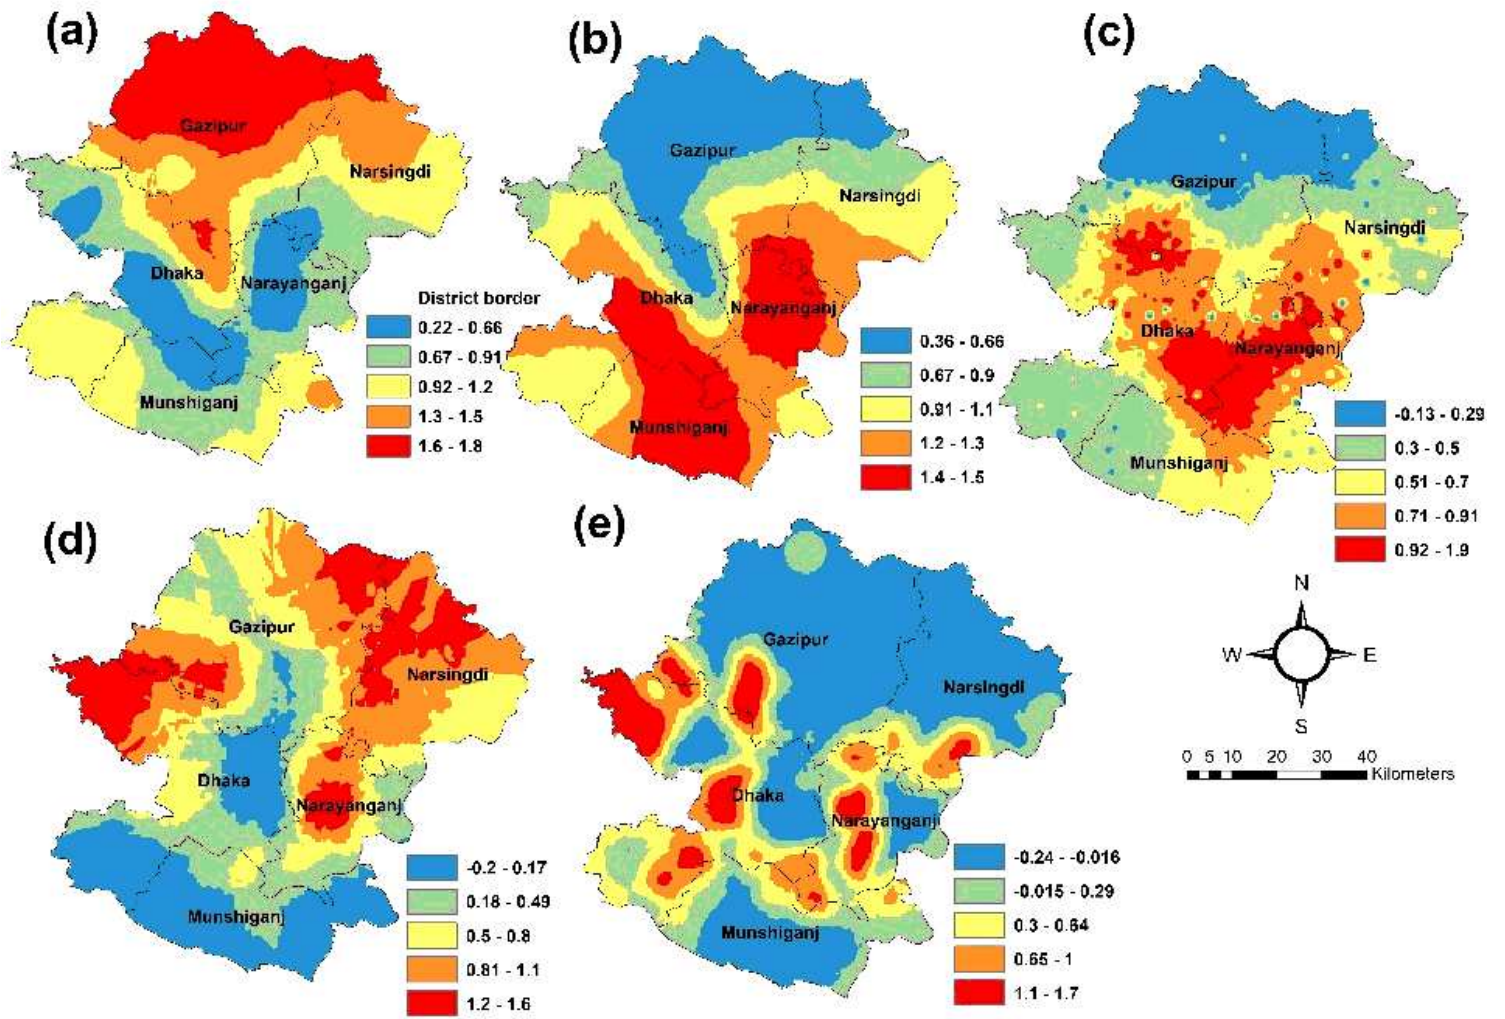 (a)
Gazipur
Narsingdi
Dhaka
Narayanganj
Munshiganj
District border
0.22 - 0.66
0.67 - 0.91
0.92 - 1.2
1.3 - 1.5
1.6 - 1.8
(b)
Gazipur
Narsingdi
Dhaka
Narayanganj
Munshiganj
0.36 - 0.66
0.67 - 0.9
0.91 - 1.1
1.2 - 1.3
1.4 - 1.5
(c)
Gazipur
Narsingdi
Dhaka
Narayanganj
Munshiganj
-0.13 - 0.29
0.3 - 0.5
0.51 - 0.7
0.71 - 0.91
0.92 - 1.9
(d)
Gazipur
Narsingdi
Dhaka
Narayanganj
Munshiganj
-0.2 - 0.17
0.18 - 0.49
0.5 - 0.8
0.81 - 1.1
1.2 - 1.6
(e)
Gazipur
Narsingdi
Dhaka
Narayanganj
Munshiganj
-0.24 - -0.016
-0.015 - 0.29
0.3 - 0.64
0.65 - 1
1.1 - 1.7
N
W E
S
0 5 10 20 30 40
Kilometers